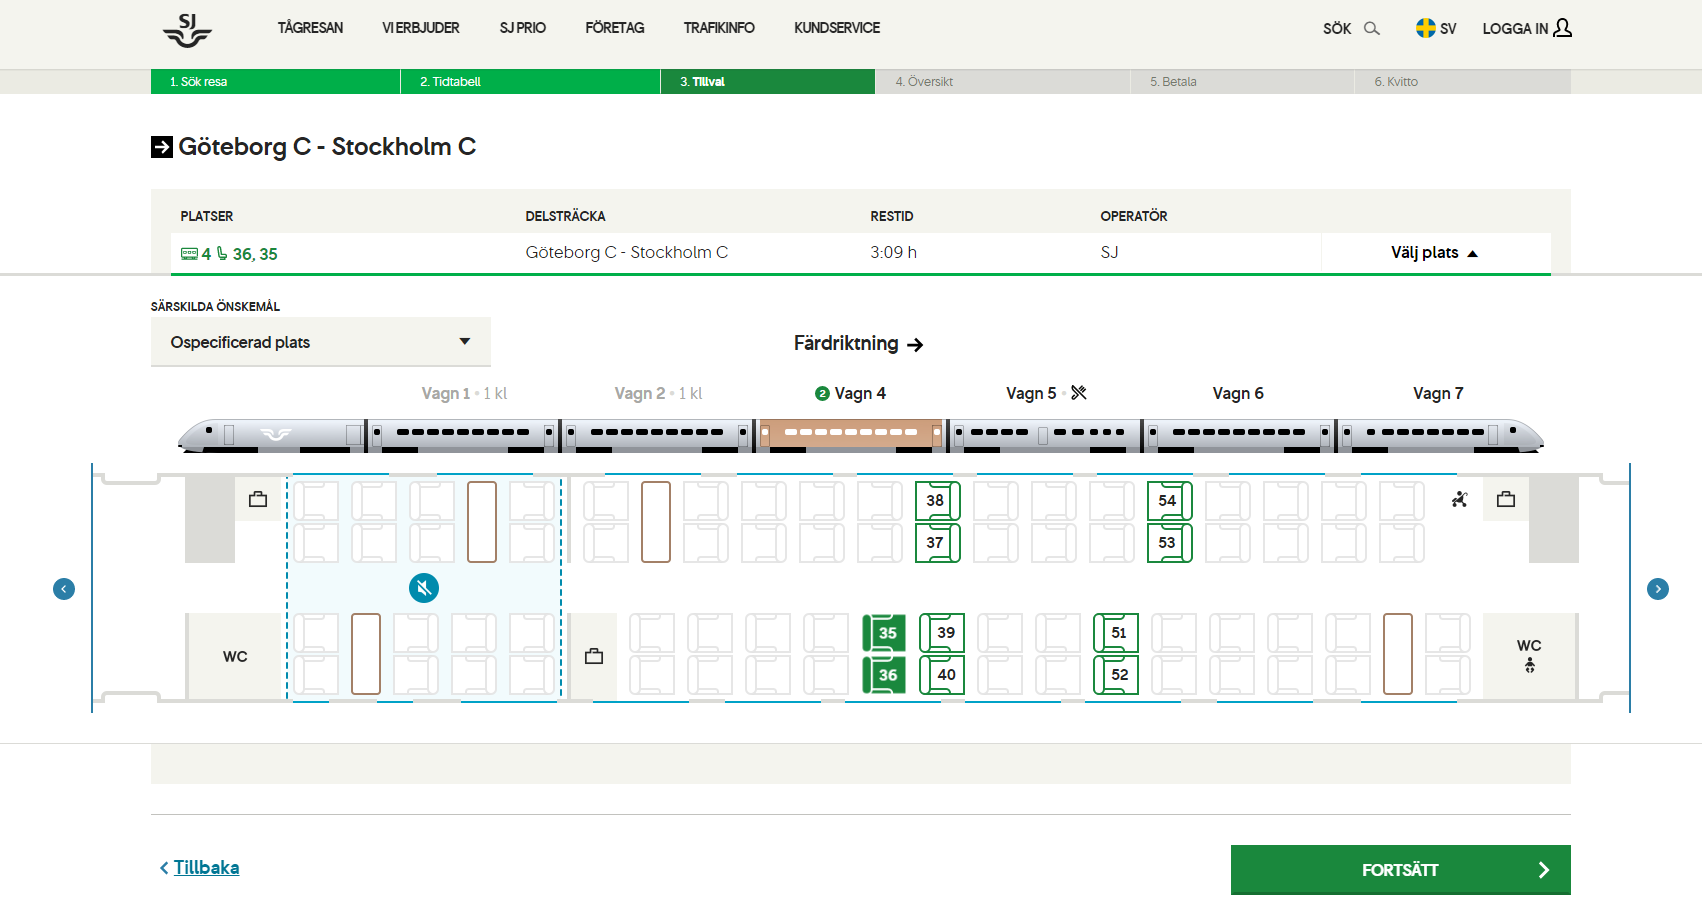 SJ
TÅGRESAN VI ERBJUDER SJ PRIO FÖRETAG TRAFIKINFO KUNDSERVICE SÖK SV LOGGA IN
1. Sök resa 2. Tidtabell 3. Tillval 4. Översikt 5. Betala 6. Kvitto
Göteborg C - Stockholm C
PLATSER DELSTRÄCKA RESTID OPERATÖR
4 36, 35 Göteborg C - Stockholm C 3:09 h SJ Välj plats
SÄRSKILDA ÖNSKEMÅL
Ospecificerad plats
Färdriktning
Vagn 1 • 1 kl Vagn 2 • 1 kl 2 Vagn 4 Vagn 5 Vagn 6 Vagn 7
38 54
37 53
35 39 51
WC 36 40 52 WC
Tillbaka
FORTSÄTT